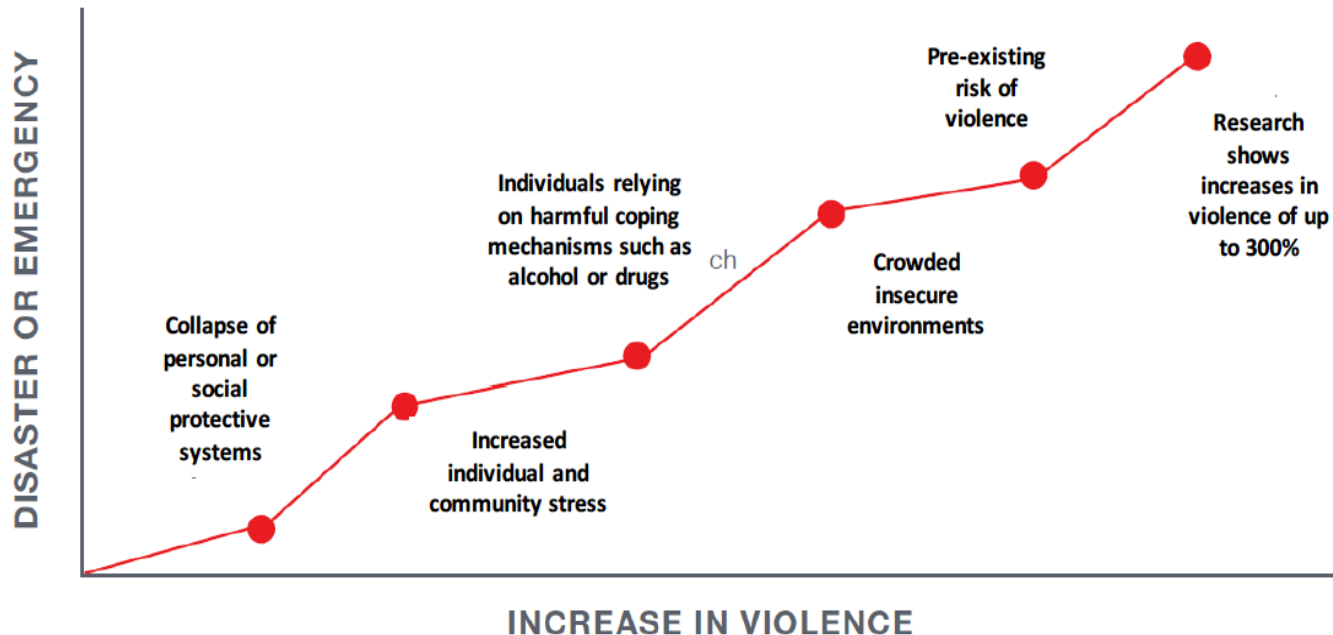 DISASTER OR EMERGENCY
Collapse of
personal or
social
protective
systems
Increased
individual and
community stress
Individuals relying
on harmful coping
mechanisms such as
alcohol or drugs
ch
Crowded
insecure
environments
Pre-existing
risk of
violence
Research
shows
increases in
violence of up
to 300%
INCREASE IN VIOLENCE